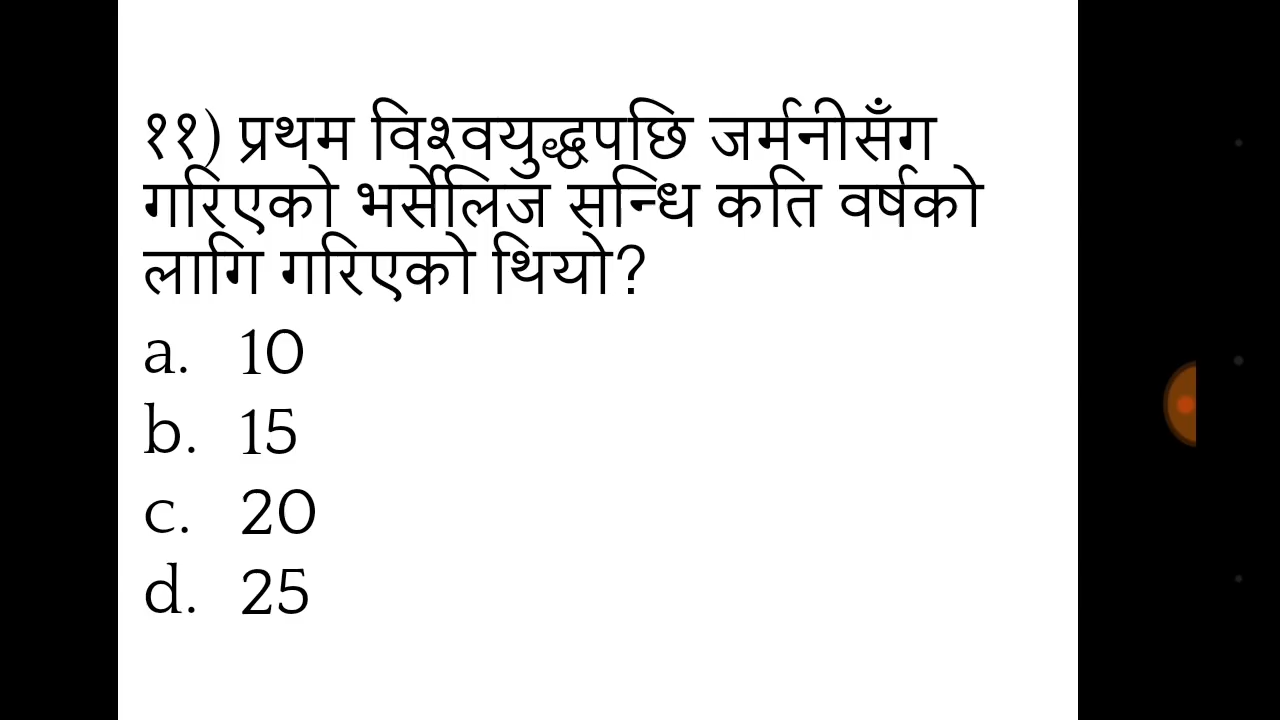 ११) प्रथम विश्वयुद्धपछि जर्मनीसँग
गरिएको भर्सेलिज सन्धि कति वर्षको
लागि गरिएको थियो?
a. 10
b. 15
c. 20
d. 25